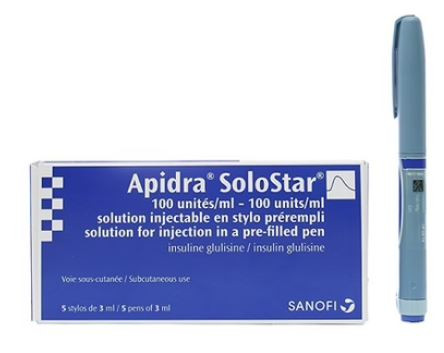 Apidra® SoloStar®
100 unités/ml – 100 units/ml
solution injectable en stylo prérempli
solution for injection in a pre-filled pen
insuline glulisine / insulin glulisine
Voie sous-cutanée / Subcutaneous use
5 stylos de 3 ml / 5 pens of 3 ml
SANOFI